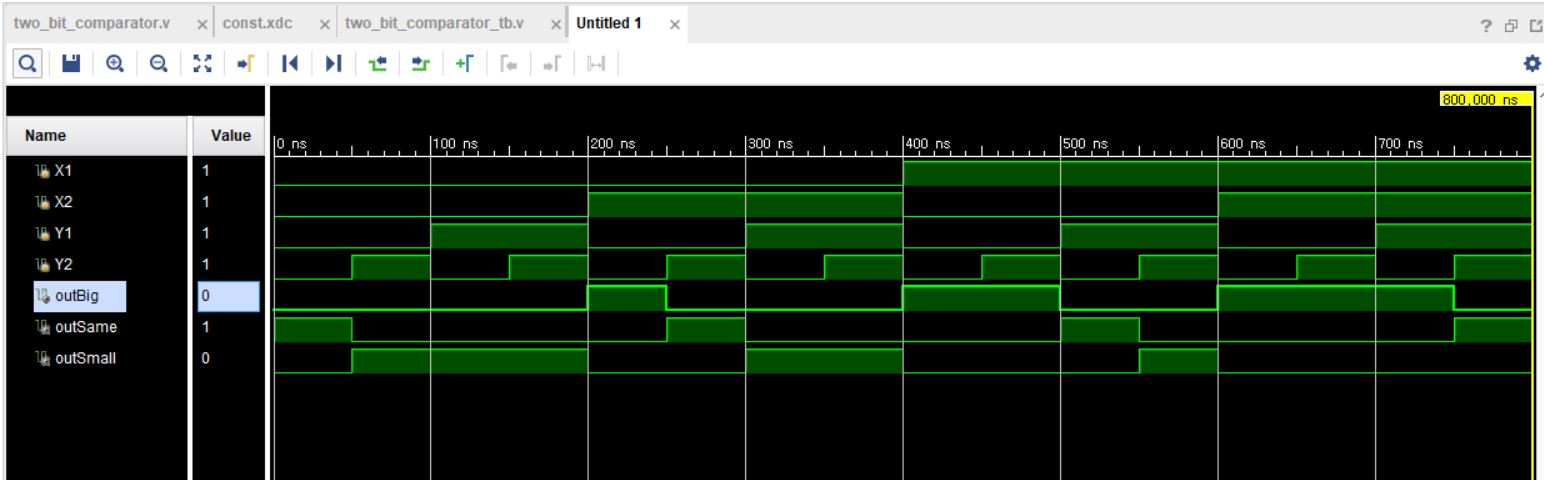 two_bit_comparator.v × const.xdc × two_bit_comparator_tb.v × Untitled 1 × ?
800,000 ns
Name Value
0 ns 100 ns 200 ns 300 ns 400 ns 500 ns 600 ns 700 ns
X1 1
X2 1
Y1 1
Y2 1
outBig 0
outSame 1
outSmall 0